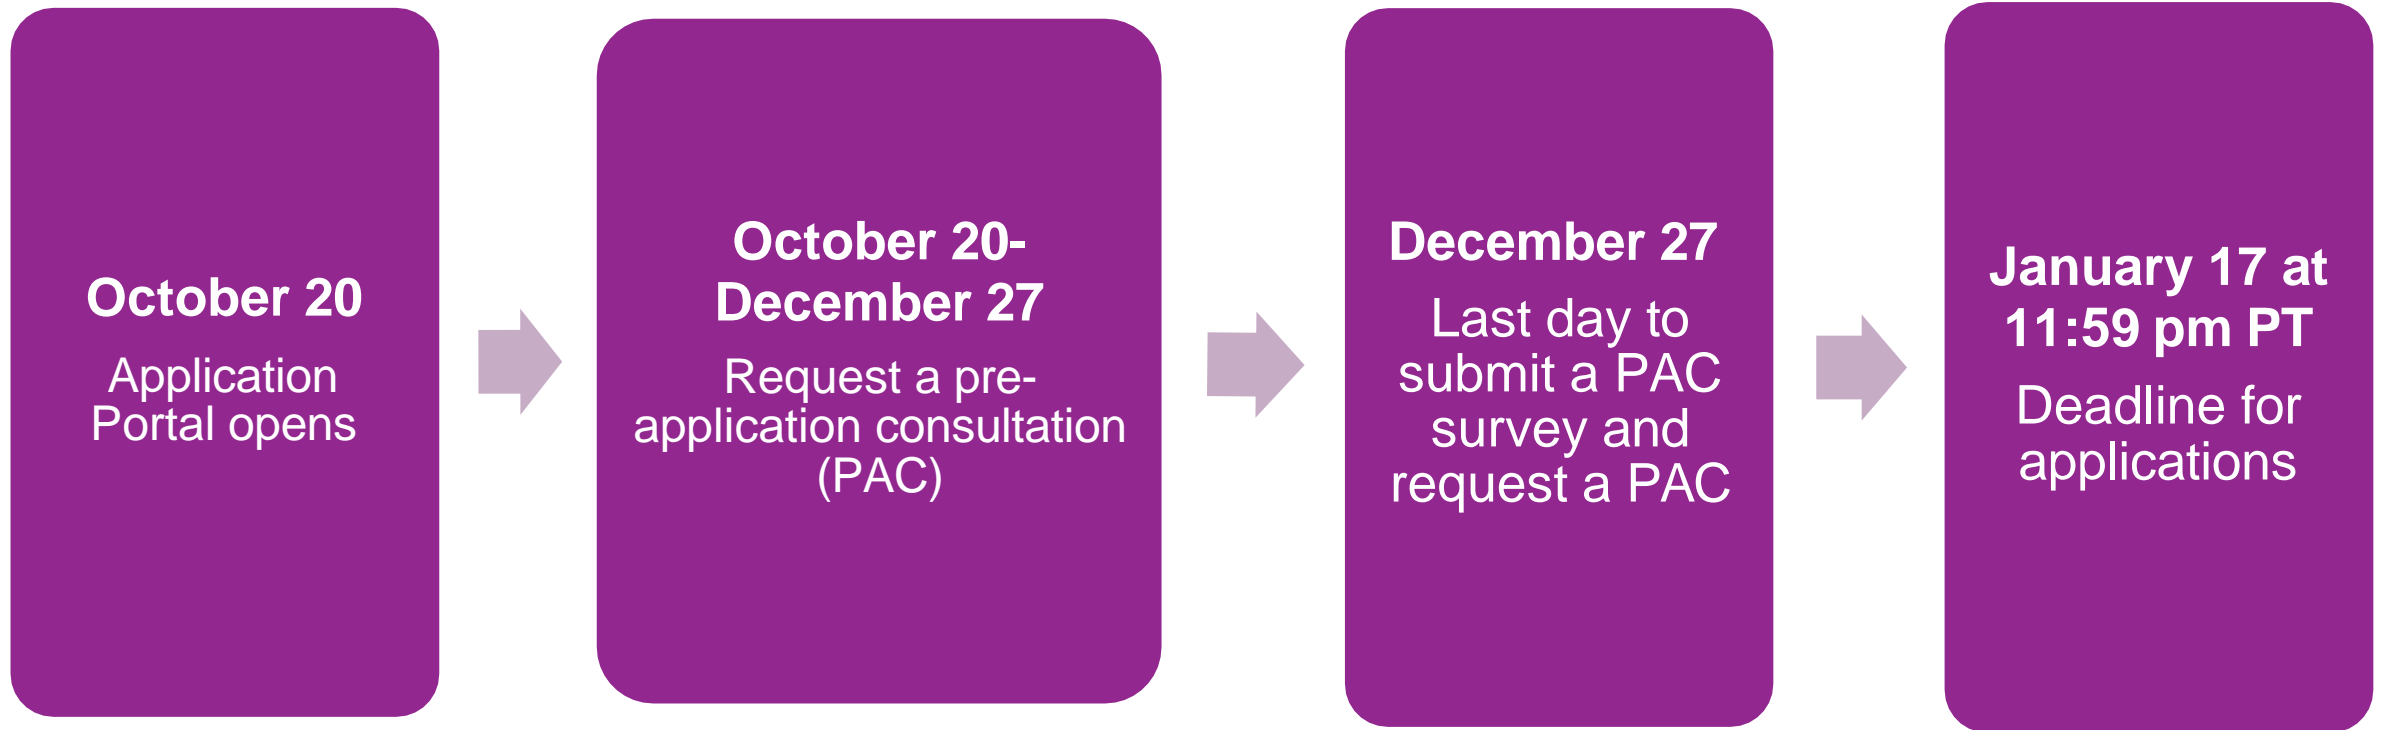 October 20
Application
Portal opens
October 20-
December 27
Request a pre-
application consultation
(PAC)
December 27
Last day to
submit a PAC
survey and
request a PAC
January 17 at
11:59 pm PT
Deadline for
applications